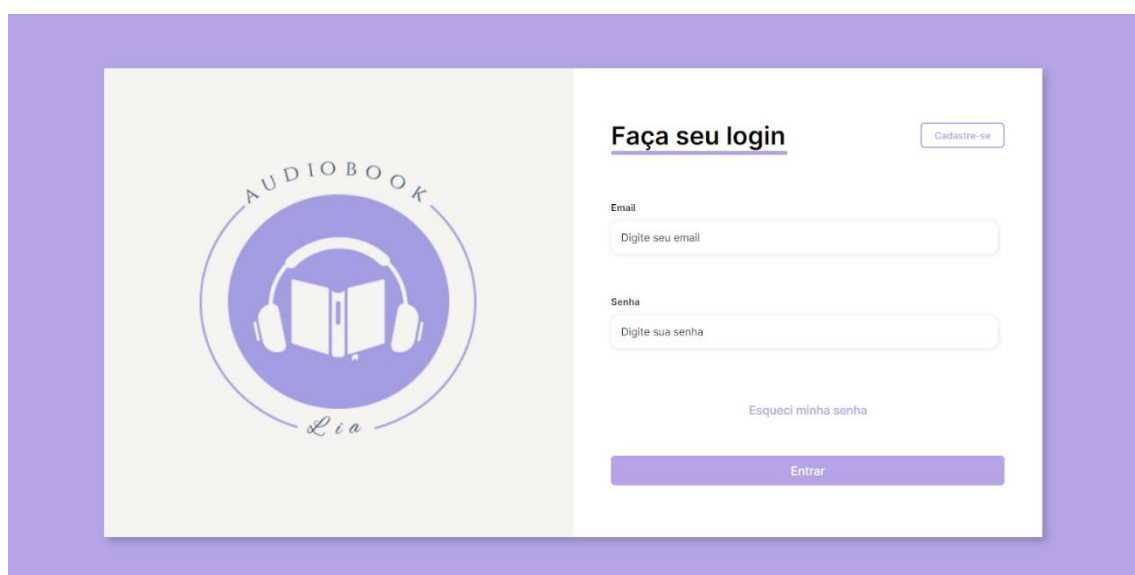 AUDIOBOOK
Lia
Faça seu login
Cadastre-se
Email
Digite seu email
Senha
Digite sua senha
Esqueci minha senha
Entrar